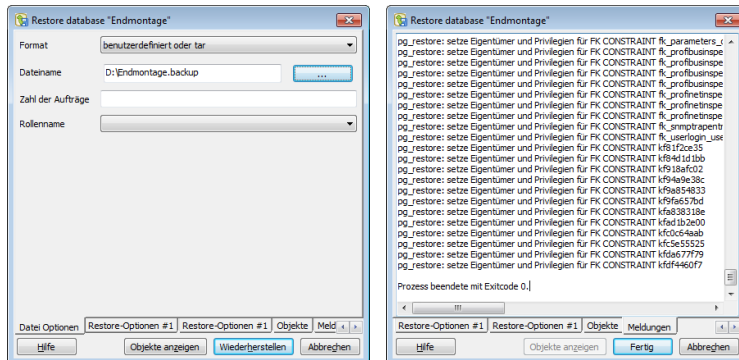 Restore database "Endmontage"
Format
benutzerdefiniert oder tar
Dateiname
D:\Endmontage.backup
...
Zahl der Aufträge
Rollenname
Datei Optionen
Restore-Optionen #1
Restore-Optionen #1
Objekte
Meld
Hilfe
Objekte anzeigen
Wiederherstellen
Abbrechen
Restore database "Endmontage"
pg_restore: setze Eigentümer und Privilegien für FK CONSTRAINT fk_parameters_c
pg_restore: setze Eigentümer und Privilegien für FK CONSTRAINT fk_profibusinspe
pg_restore: setze Eigentümer und Privilegien für FK CONSTRAINT fk_profibusinspe
pg_restore: setze Eigentümer und Privilegien für FK CONSTRAINT fk_profibusinspe
pg_restore: setze Eigentümer und Privilegien für FK CONSTRAINT fk_profibusinspe
pg_restore: setze Eigentümer und Privilegien für FK CONSTRAINT fk_profinetinspe
pg_restore: setze Eigentümer und Privilegien für FK CONSTRAINT fk_profinetinspe
pg_restore: setze Eigentümer und Privilegien für FK CONSTRAINT fk_profinetinspe
pg_restore: setze Eigentümer und Privilegien für FK CONSTRAINT fk_snmptrapentr
pg_restore: setze Eigentümer und Privilegien für FK CONSTRAINT fk_userlogin_use
pg_restore: setze Eigentümer und Privilegien für FK CONSTRAINT kf81f2ce35
pg_restore: setze Eigentümer und Privilegien für FK CONSTRAINT kf84d1d1bb
pg_restore: setze Eigentümer und Privilegien für FK CONSTRAINT kf918afc02
pg_restore: setze Eigentümer und Privilegien für FK CONSTRAINT kf94a9e38c
pg_restore: setze Eigentümer und Privilegien für FK CONSTRAINT kf9a854833
pg_restore: setze Eigentümer und Privilegien für FK CONSTRAINT kf9fa657bd
pg_restore: setze Eigentümer und Privilegien für FK CONSTRAINT kfa838318e
pg_restore: setze Eigentümer und Privilegien für FK CONSTRAINT kfad1b2e00
pg_restore: setze Eigentümer und Privilegien für FK CONSTRAINT kfc0c64aab
pg_restore: setze Eigentümer und Privilegien für FK CONSTRAINT kfc5e55525
pg_restore: setze Eigentümer und Privilegien für FK CONSTRAINT kfda677f79
pg_restore: setze Eigentümer und Privilegien für FK CONSTRAINT kfdf4460f7
Prozess beendete mit Exitcode 0.
Restore-Optionen #1
Restore-Optionen #1
Objekte
Meldungen
Hilfe
Objekte anzeigen
Fertig
Abbrechen